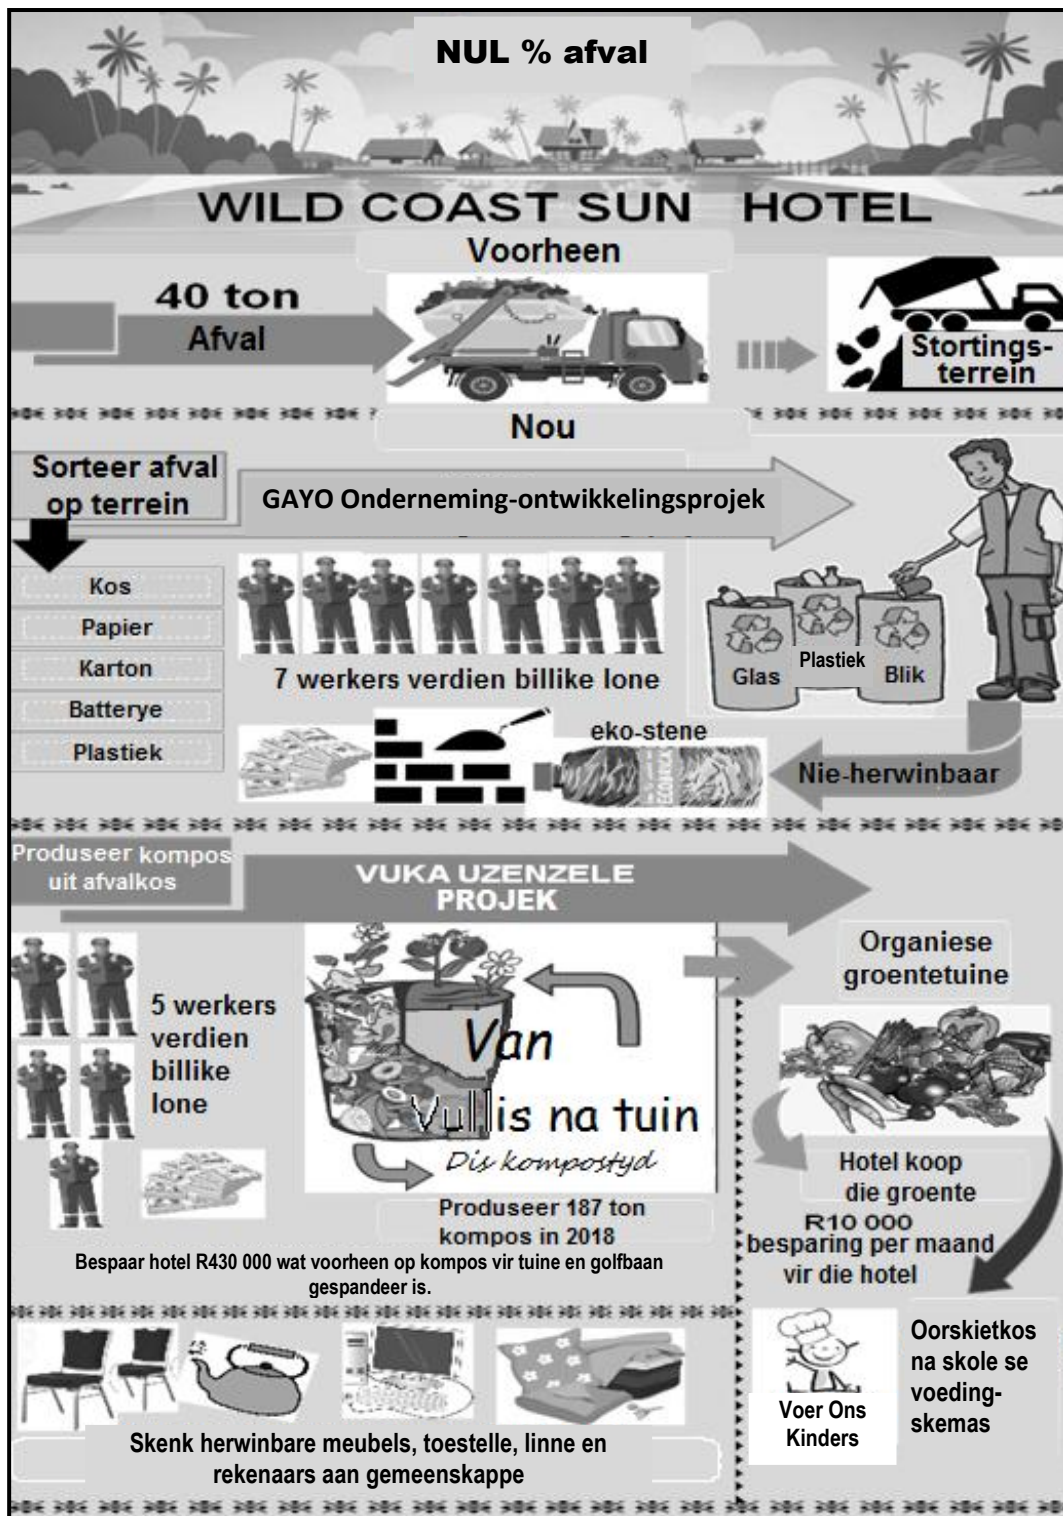 NUL % afval
WILD COAST SUN HOTEL
Voorheen
40 ton
Afval
Stortings-
terrein
Nou
Sorteer afval
op terrein
GAYO Onderneming-ontwikkelingsprojek
Kos
Papier
Karton
Batterye
Plastiek
7 werkers verdien billike lone
Glas
Plastiek
Blik
eko-stene
Nie-herwinbaar
Produseer kompos
uit afvalkos
VUKA UZENZELE
PROJEK
5 werkers
verdien
billike
lone
Van
Vullis na tuin
Dis kompostyd
Produseer 187 ton
kompos in 2018
Bespaar hotel R430 000 wat voorheen op kompos vir tuine en golfbaan
gespandeer is.
Organiese
groentetuine
Hotel koop
die groente
R10 000
besparing per maand
vir die hotel
Voer Ons
Kinders
Oorskietkos
na skole se
voeding-
skemas
Skenk herwinbare meubels, toestelle, linne en
rekenaars aan gemeenskappe